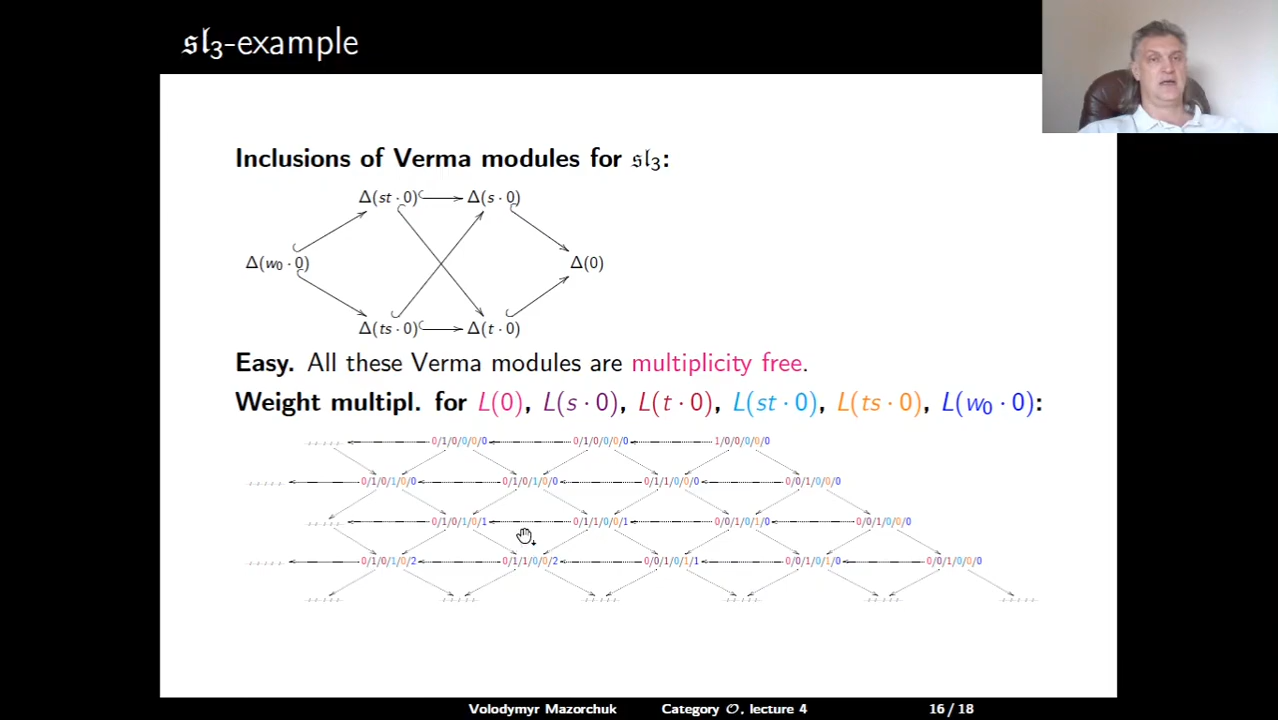 𝔰𝔩₃-example
Inclusions of Verma modules for 𝔰𝔩₃:
Δ(st · 0) Δ(s · 0)
Δ(w₀ · 0) Δ(0)
Δ(ts · 0) Δ(t · 0)
Easy. All these Verma modules are multiplicity free.
Weight multipl. for L(0), L(s · 0), L(t · 0), L(st · 0), L(ts · 0), L(w₀ · 0):
0/1/0/0/0/0 0/1/0/0/0/0 1/0/0/0/0/0
0/1/0/1/0/0 0/1/0/1/0/0 0/1/1/0/0/0 0/0/1/0/0/0
0/1/0/1/0/1 0/1/1/0/0/1 0/0/1/0/1/0 0/0/1/0/0/0
0/1/0/1/0/2 0/1/1/0/0/2 0/0/1/0/1/1 0/0/1/0/1/0 0/0/1/0/0/0
Volodymyr Mazorchuk Category 𝒪, lecture 4 16 / 18